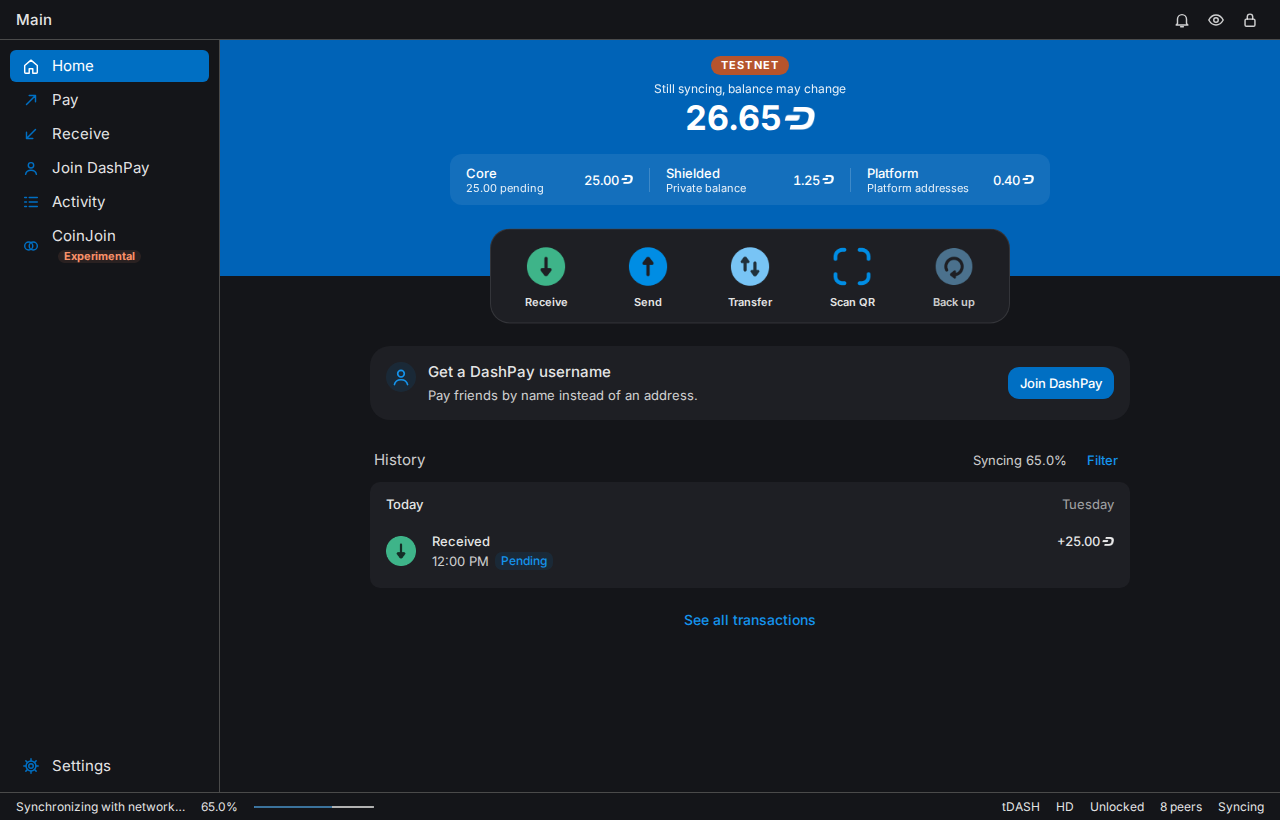 Main
Home
Pay
Receive
Join DashPay
Activity
CoinJoin
Experimental
Settings
TESTNET
Still syncing, balance may change
26.65
Core
25.00 pending
25.00
Shielded
Private balance
1.25
Platform
Platform addresses
0.40
Receive
Send
Transfer
Scan QR
Back up
Get a DashPay username
Pay friends by name instead of an address.
Join DashPay
History
Syncing 65.0%
Filter
Today
Tuesday
Received
+25.00
12:00 PM
Pending
See all transactions
Synchronizing with network... 65.0%
tDASH HD Unlocked 8 peers Syncing